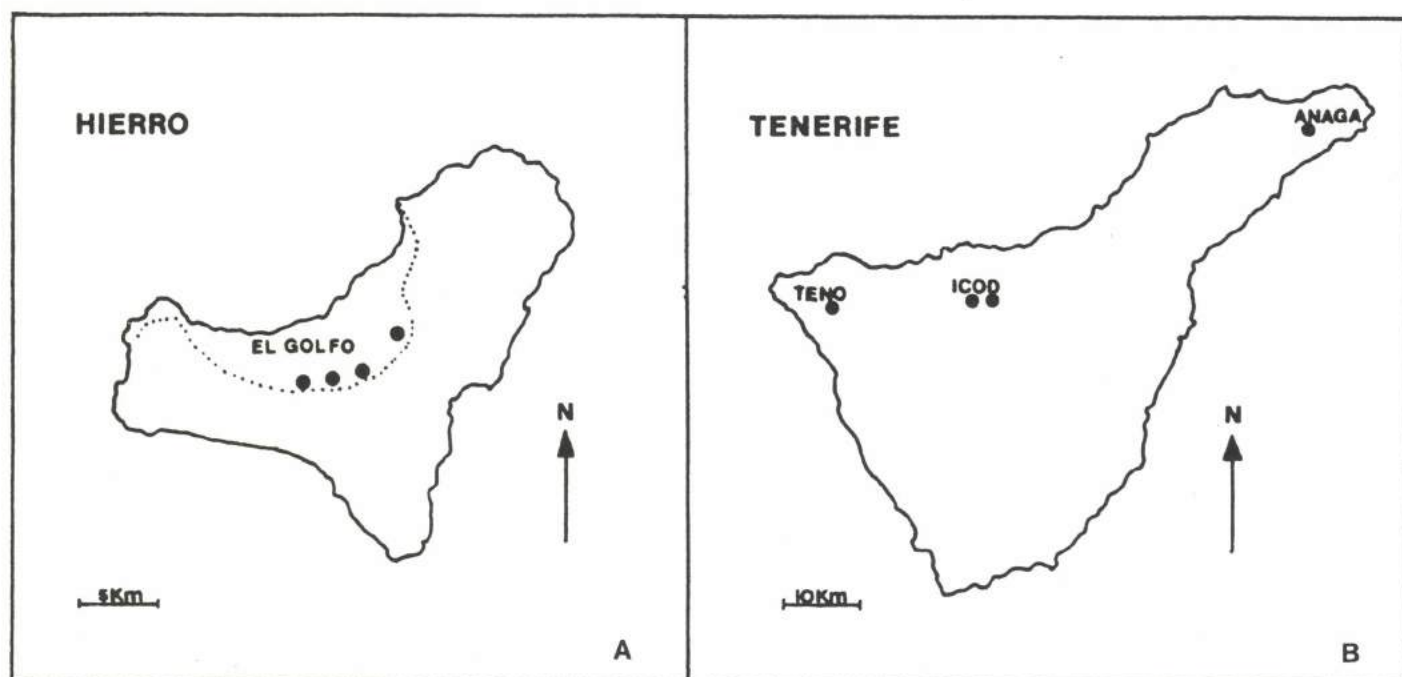 HIERRO
EL GOLFO
N
5Km
A
TENERIFE
ANAGA
TENO
ICOD
N
10Km
B